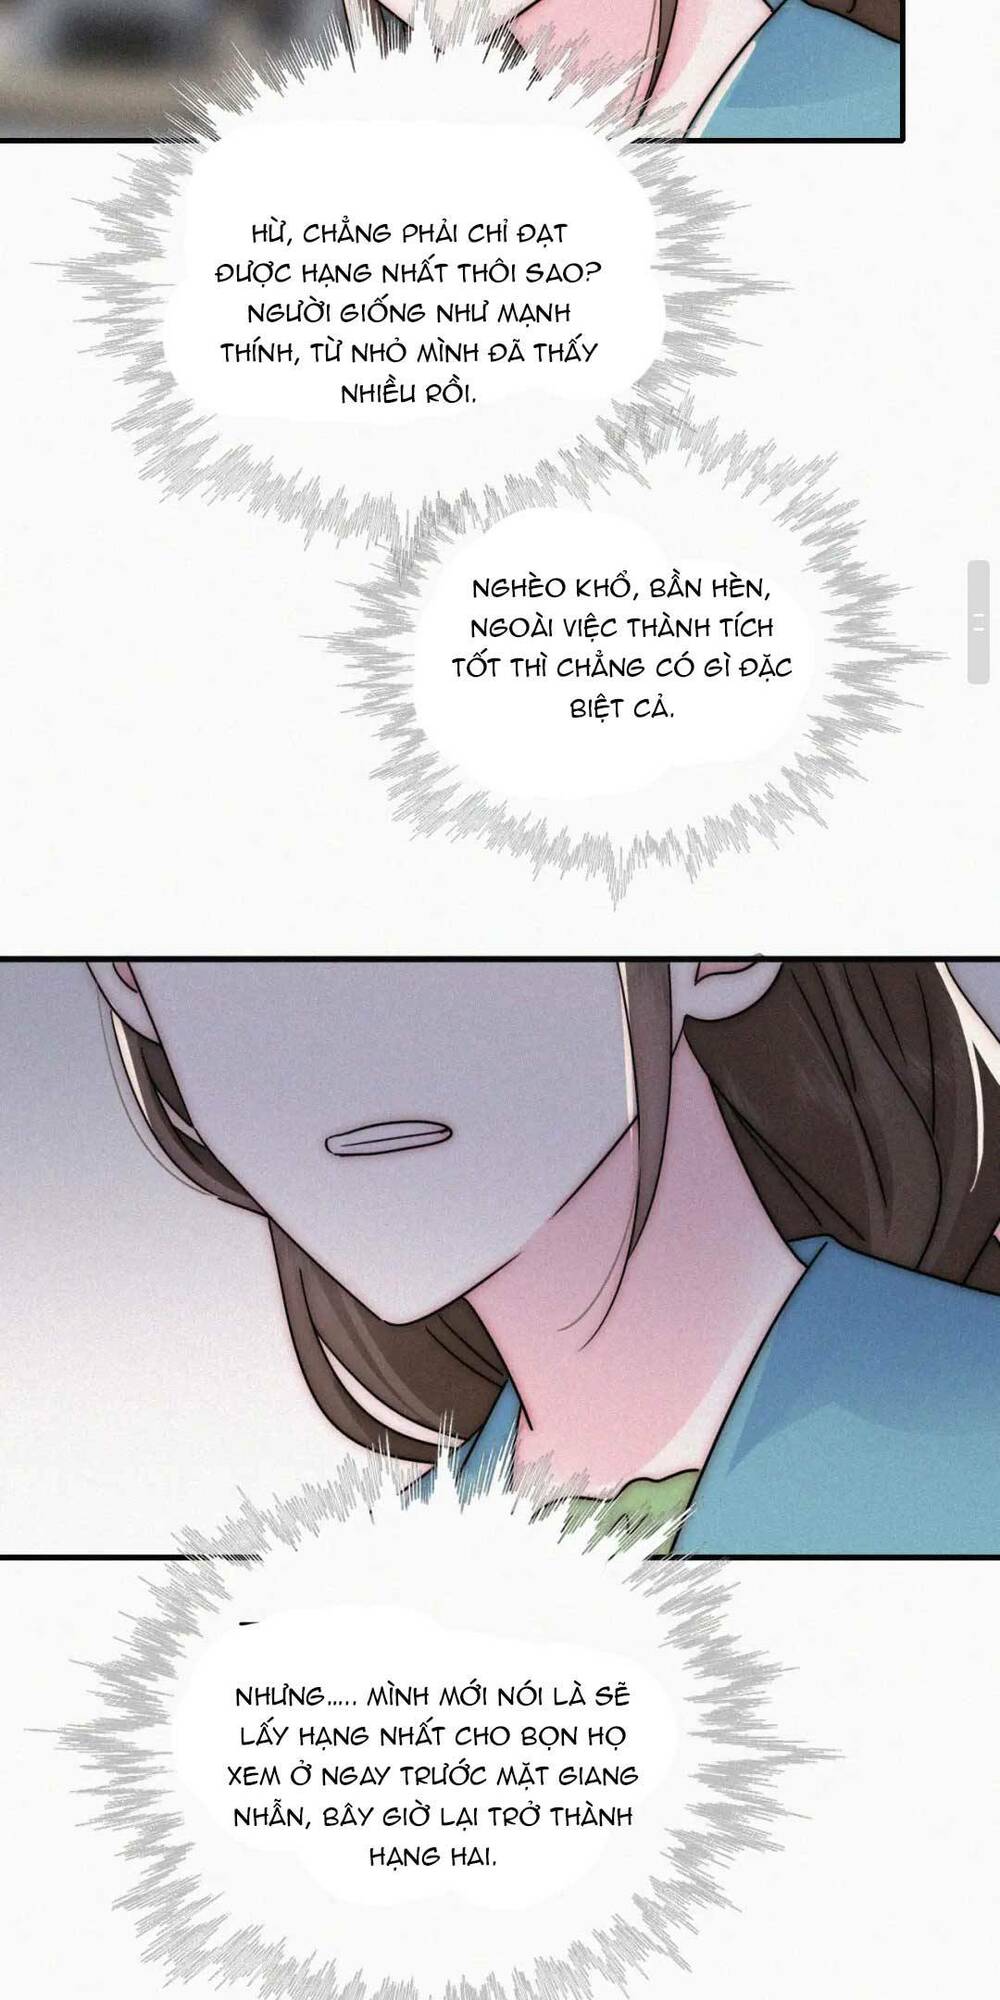 HỪ, CHẲNG PHẢI CHỈ ĐẠT
ĐƯỢC HẠNG NHẤT THÔI SAO?
NGƯỜI GIỐNG NHƯ MẠNH
THÍNH, TỪ NHỎ MÌNH ĐÃ THẤY
NHIỀU RỒI.
NGHÈO KHỔ, BẦN HÈN,
NGOÀI VIỆC THÀNH TÍCH
TỐT THÌ CHẲNG CÓ GÌ ĐẶC
BIỆT CẢ.
NHƯNG..... MÌNH MỚI NÓI LÀ SẼ
LẤY HẠNG NHẤT CHO BỌN HỌ
XEM Ở NGAY TRƯỚC MẶT GIANG
NHẪN, BÂY GIỜ LẠI TRỞ THÀNH
HẠNG HAI.